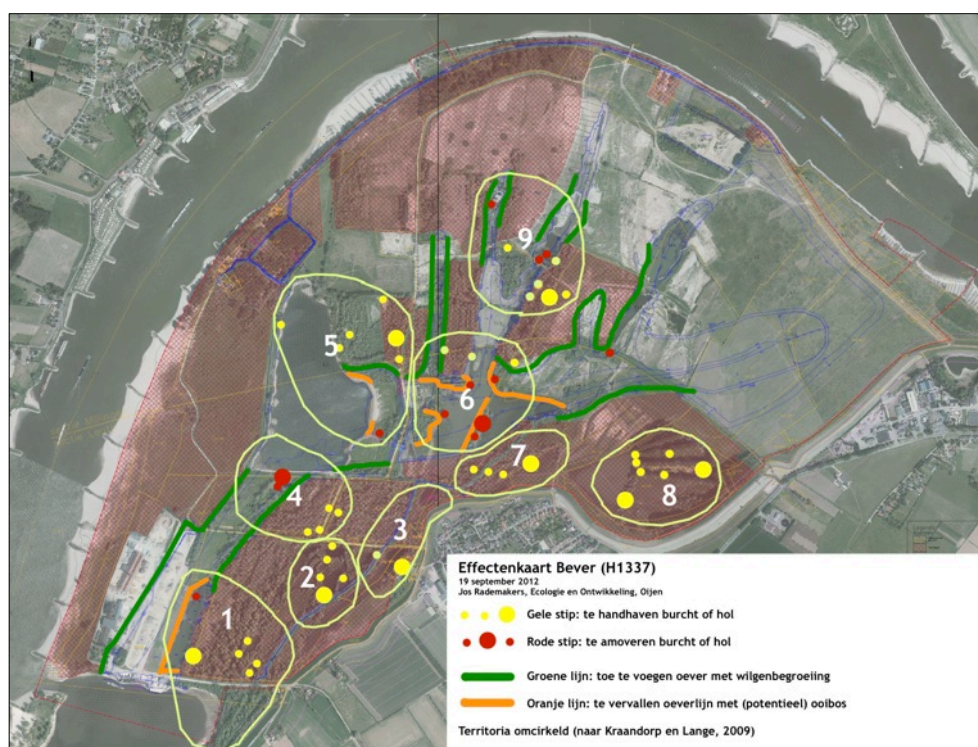 9
5
6
7
8
4
3
2
1
Effectenkaart Bever (H1337)
19 september 2012
Jos Rademakers, Ecologie en Ontwikkeling, Oijen
Gele stip: te handhaven burcht of hol
Rode stip: te amoveren burcht of hol
Groene lijn: toe te voegen oever met wilgenbegroeiing
Oranje lijn: te vervallen oeverlijn met (potentieel) ooibos
Territoria omcirkeld (naar Kraandorp en Lange, 2009)